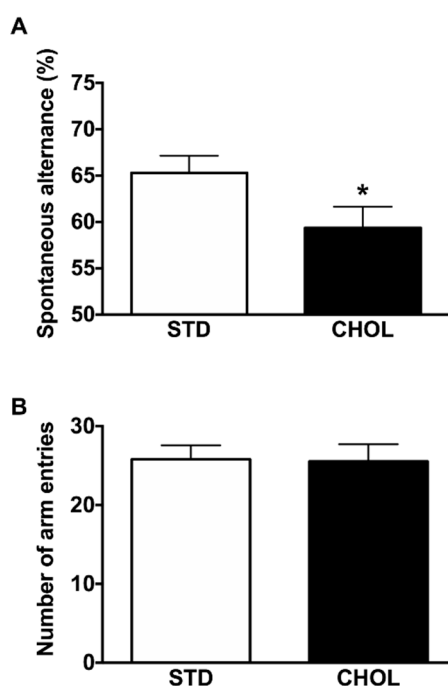 A
Spontaneous alternance (%)
75
70
65
60
55
50
*
STD
CHOL
B
Number of arm entries
30
20
10
0
STD
CHOL